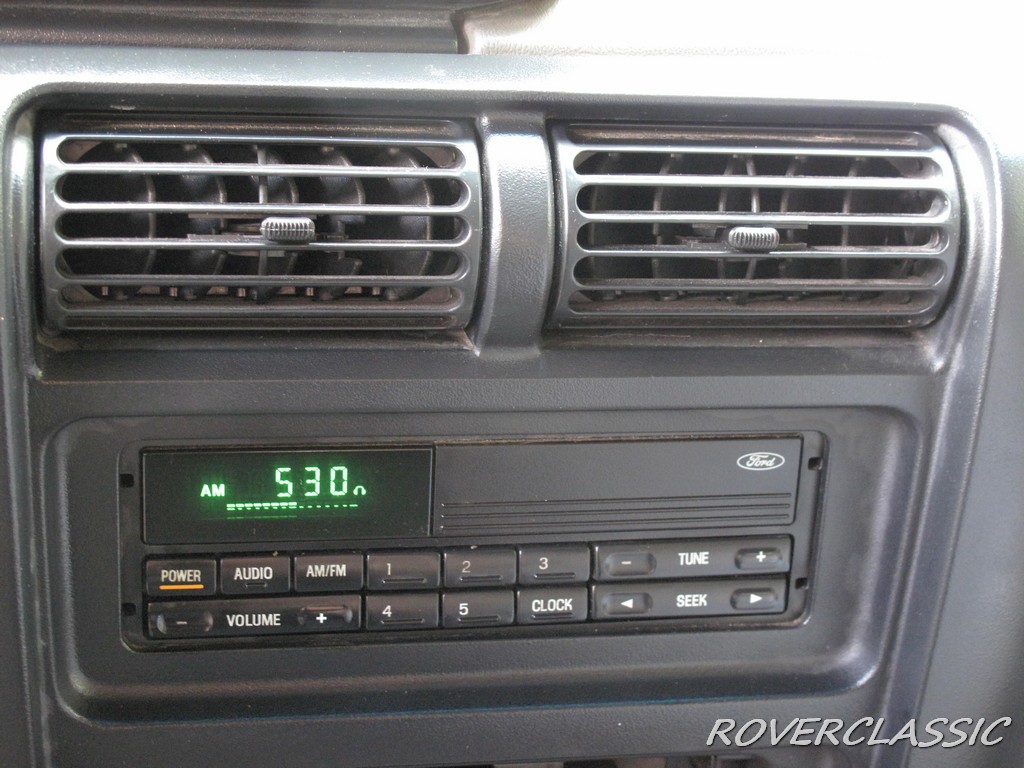 AM 530
Ford
POWER AUDIO AM/FM 1 2 3 - TUNE +
- VOLUME + 4 5 CLOCK ◄ SEEK ►
ROVERCLASSIC